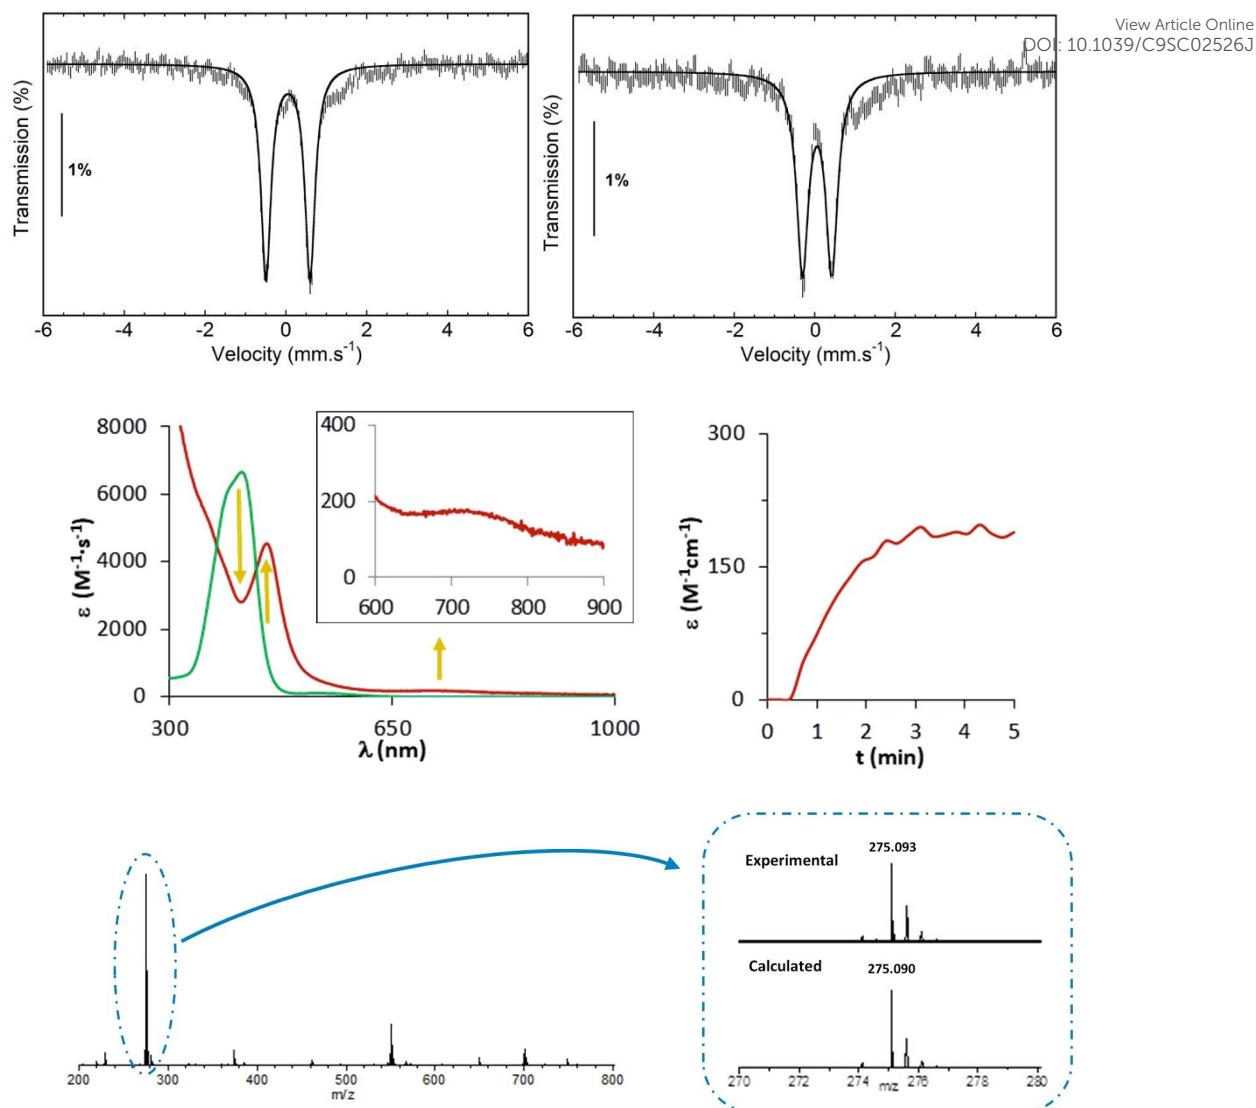 View Article Online
DOI: 10.1039/C9SC02526J
Transmission (%)
1%
-6 -4 -2 0 2 4 6
Velocity (mm.s-1)
Transmission (%)
1%
-6 -4 -2 0 2 4 6
Velocity (mm.s-1)
ε (M-1·s-1)
8000
6000
4000
2000
0
300 650 1000
λ (nm)
400
200
0
600 700 800 900
ε (M-1cm-1)
300
150
0
0 1 2 3 4 5
t (min)
200 300 400 500 600 700 800
m/z
Experimental 275.093
Calculated 275.090
270 272 274 276 278 280
m/z